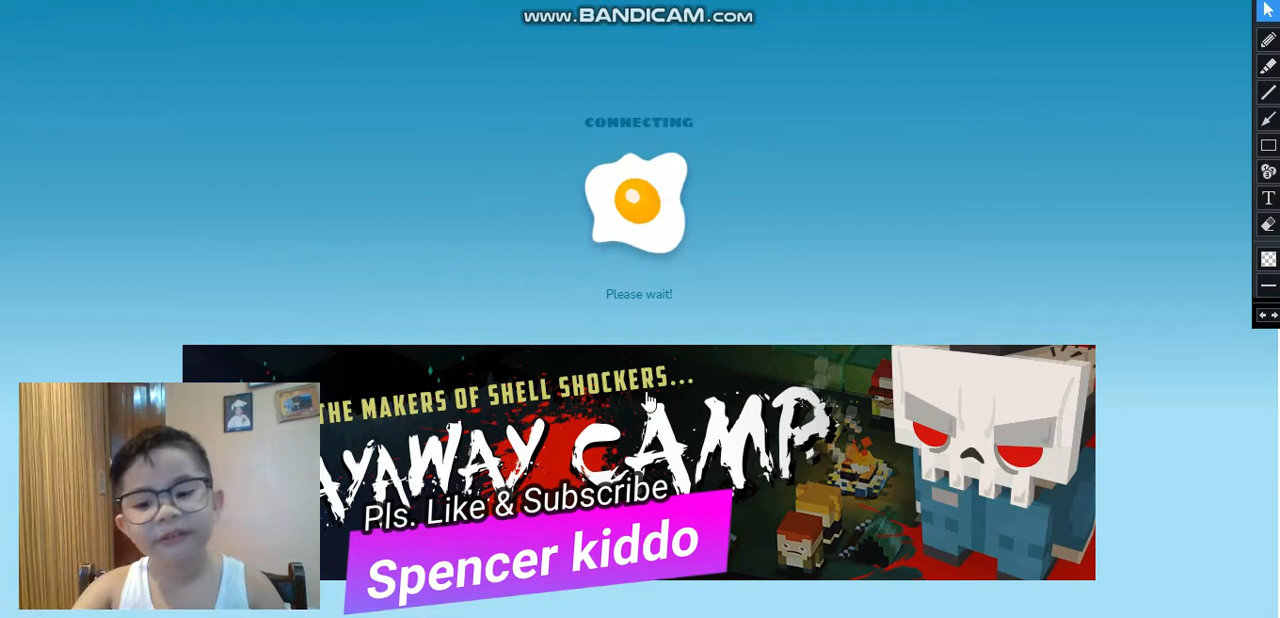 www.BANDICAM.com
CONNECTING
Please wait!
THE MAKERS OF SHELL SHOCKERS...
AYAWAY CAMP
Pls. Like & Subscribe
Spencer kiddo
T